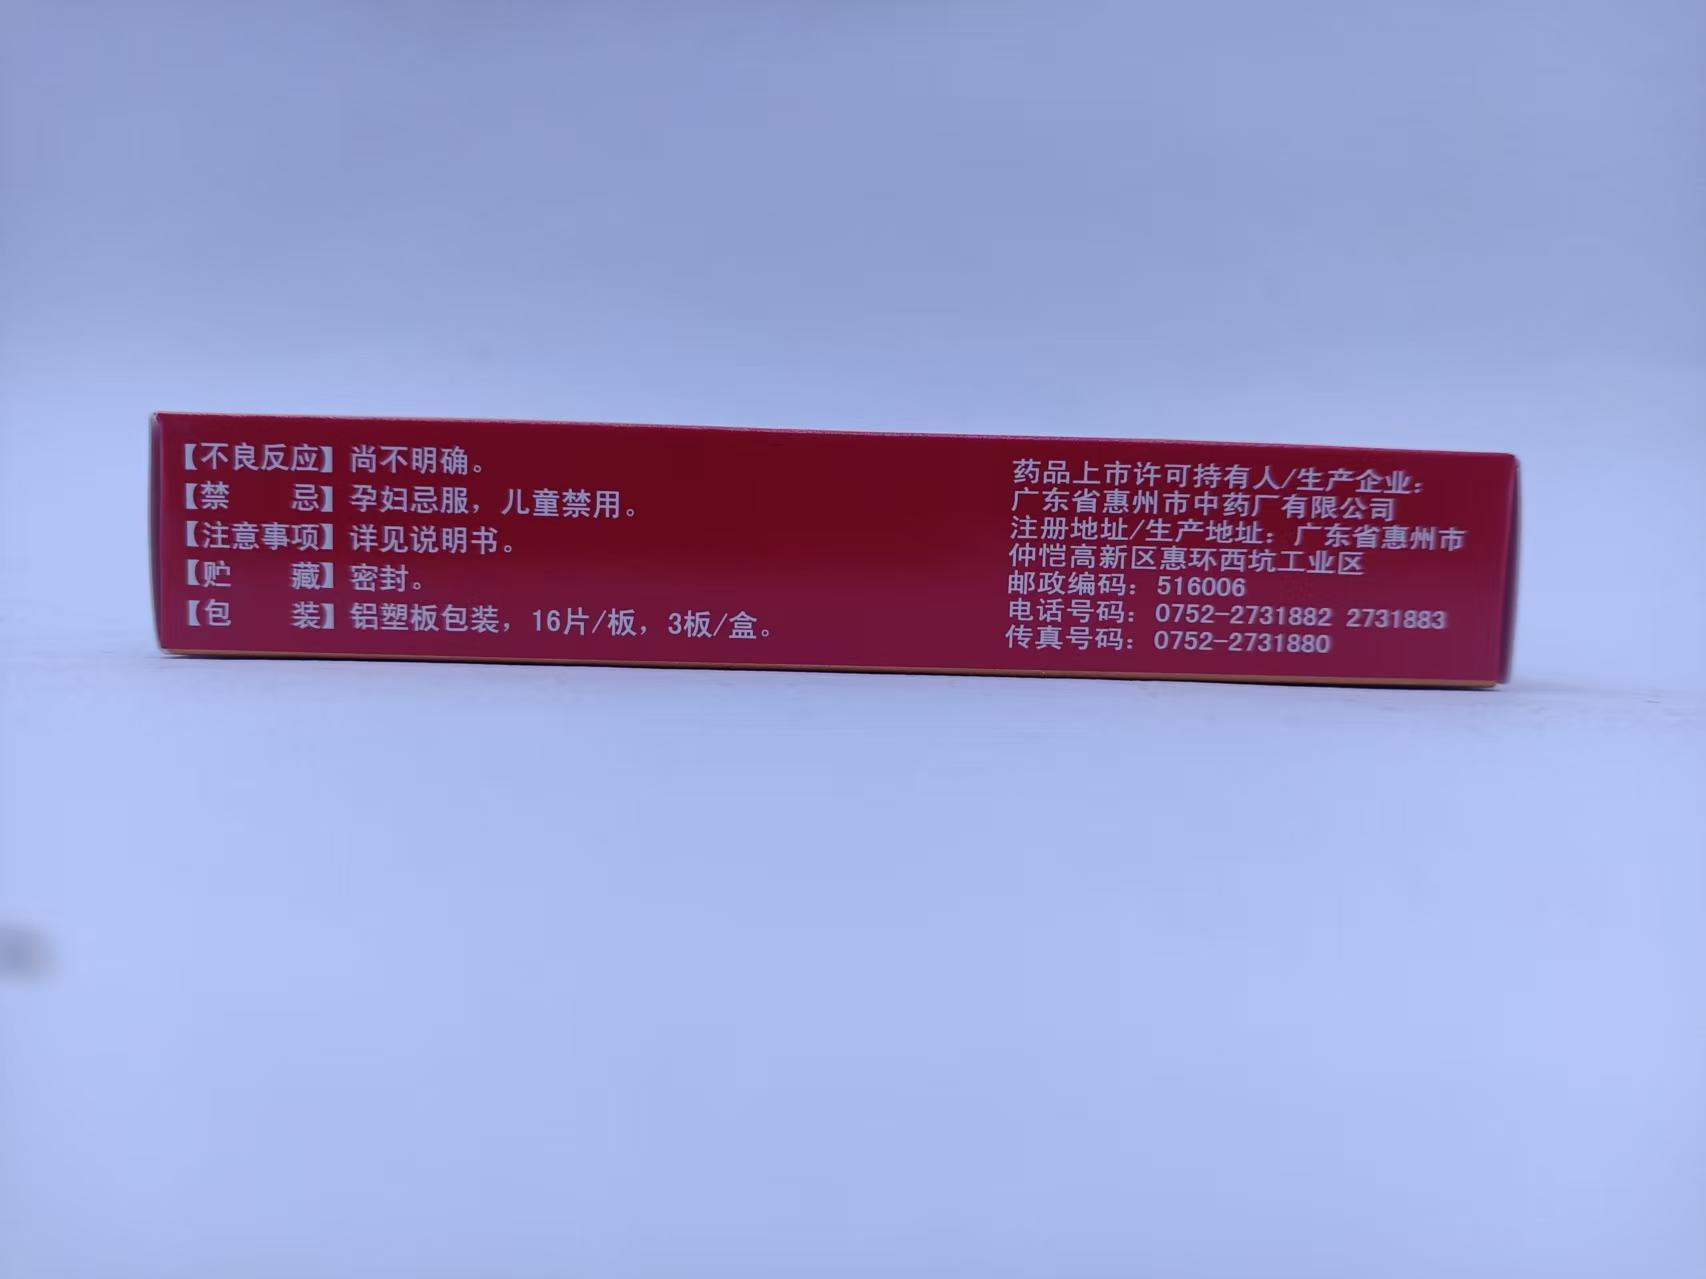 【不良反应】尚不明确。
【禁　　忌】孕妇忌服，儿童禁用。
【注意事项】详见说明书。
【贮　　藏】密封。
【包　　装】铝塑板包装，16片/板，3板/盒。
药品上市许可持有人/生产企业：
广东省惠州市中药厂有限公司
注册地址/生产地址：广东省惠州市
仲恺高新区惠环西坑工业区
邮政编码：516006
电话号码：0752-2731882 2731883
传真号码：0752-2731880